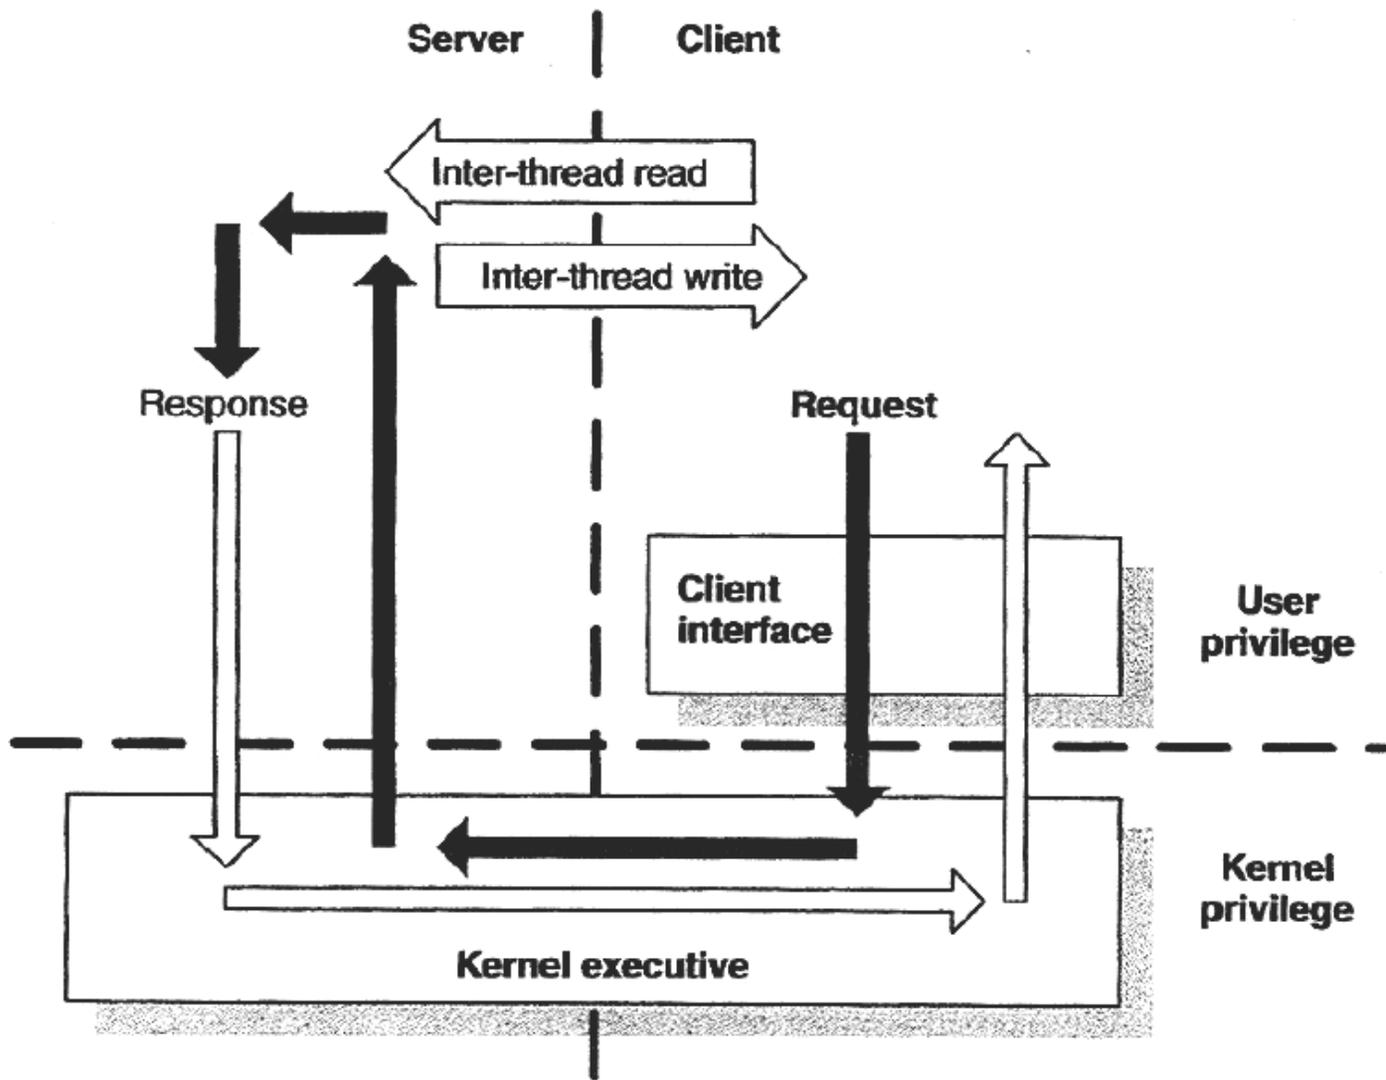 Server
Client
Inter-thread read
Inter-thread write
Response
Request
Client
interface
User
privilege
Kernel
privilege
Kernel executive